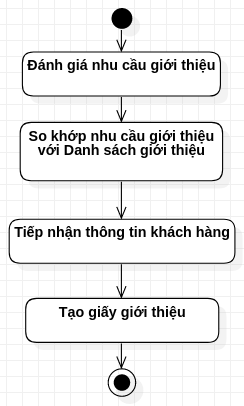 Đánh giá nhu cầu giới thiệu
So khớp nhu cầu giới thiệu
với Danh sách giới thiệu
Tiếp nhận thông tin khách hàng
Tạo giấy giới thiệu